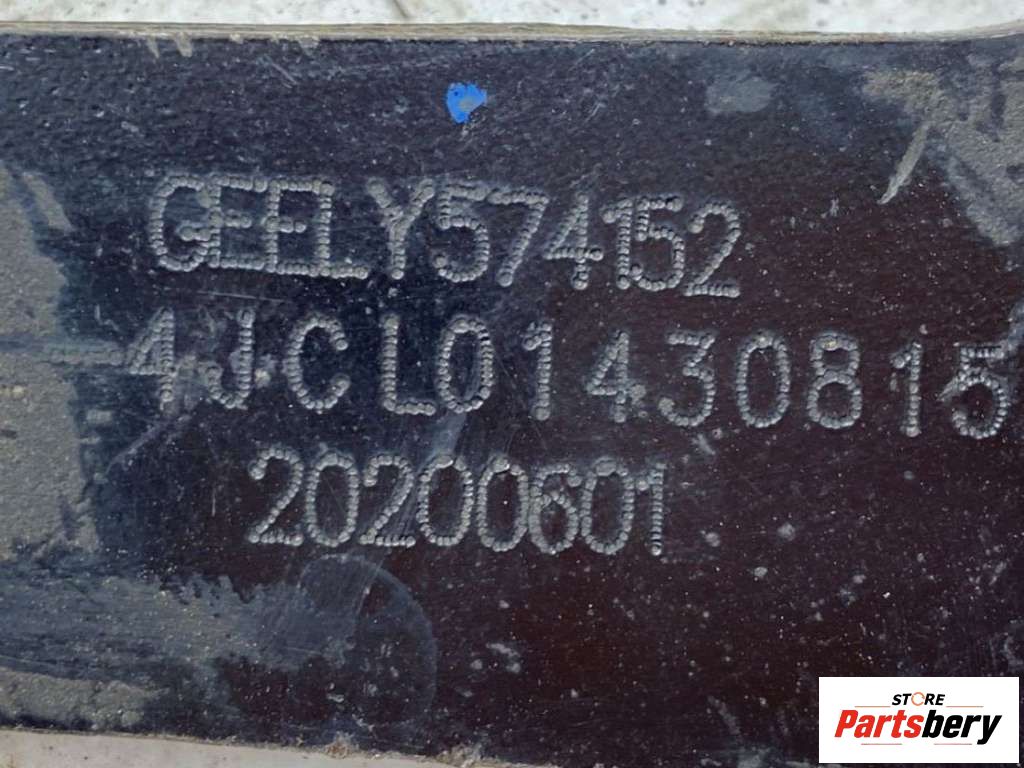 GEELY574152
4JCL01430815
20200601
STORE
Partsbery